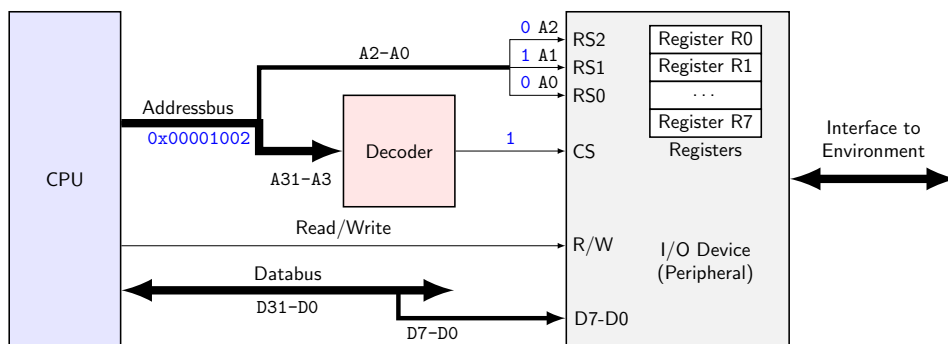 CPU
Addressbus
0x00001002
A2-A0
A31-A3
Decoder
1
0 A2
1 A1
0 A0
RS2
RS1
RS0
CS
Register R0
Register R1
...
Register R7
Registers
Interface to
Environment
Read/Write
R/W
I/O Device
(Peripheral)
Databus
D31-D0
D7-D0
D7-D0